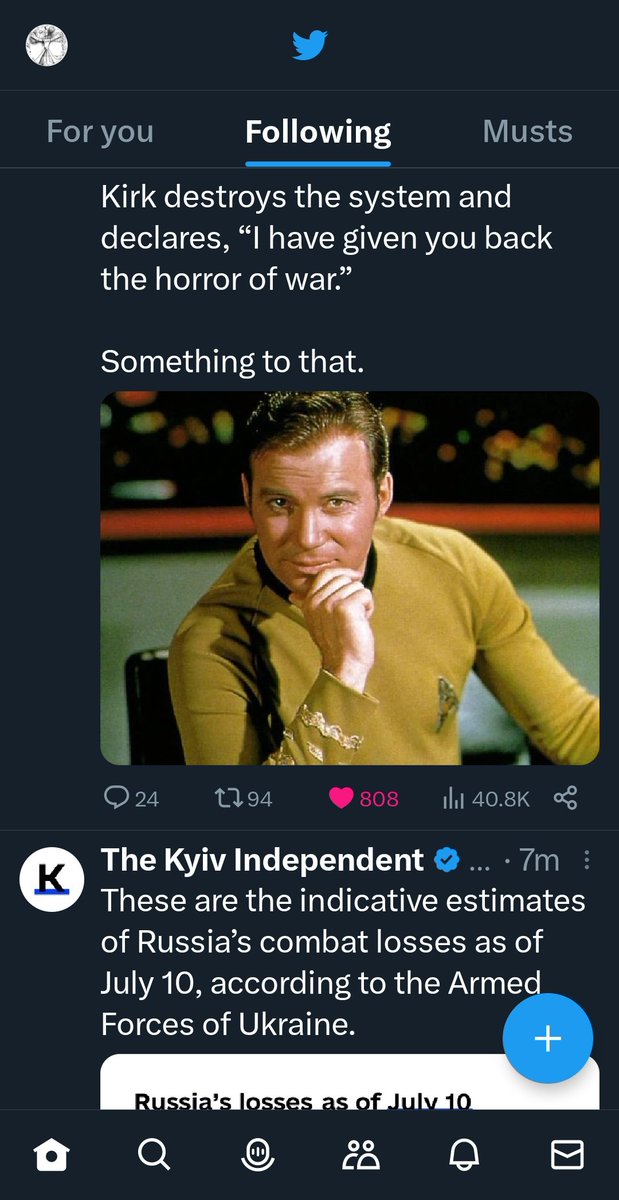 For you Following Musts
Kirk destroys the system and
declares, “I have given you back
the horror of war.”
Something to that.
24 94 808 40.8K
K
The Kyiv Independent ... · 7m
These are the indicative estimates
of Russia’s combat losses as of
July 10, according to the Armed
Forces of Ukraine.
Russia’s losses as of July 10